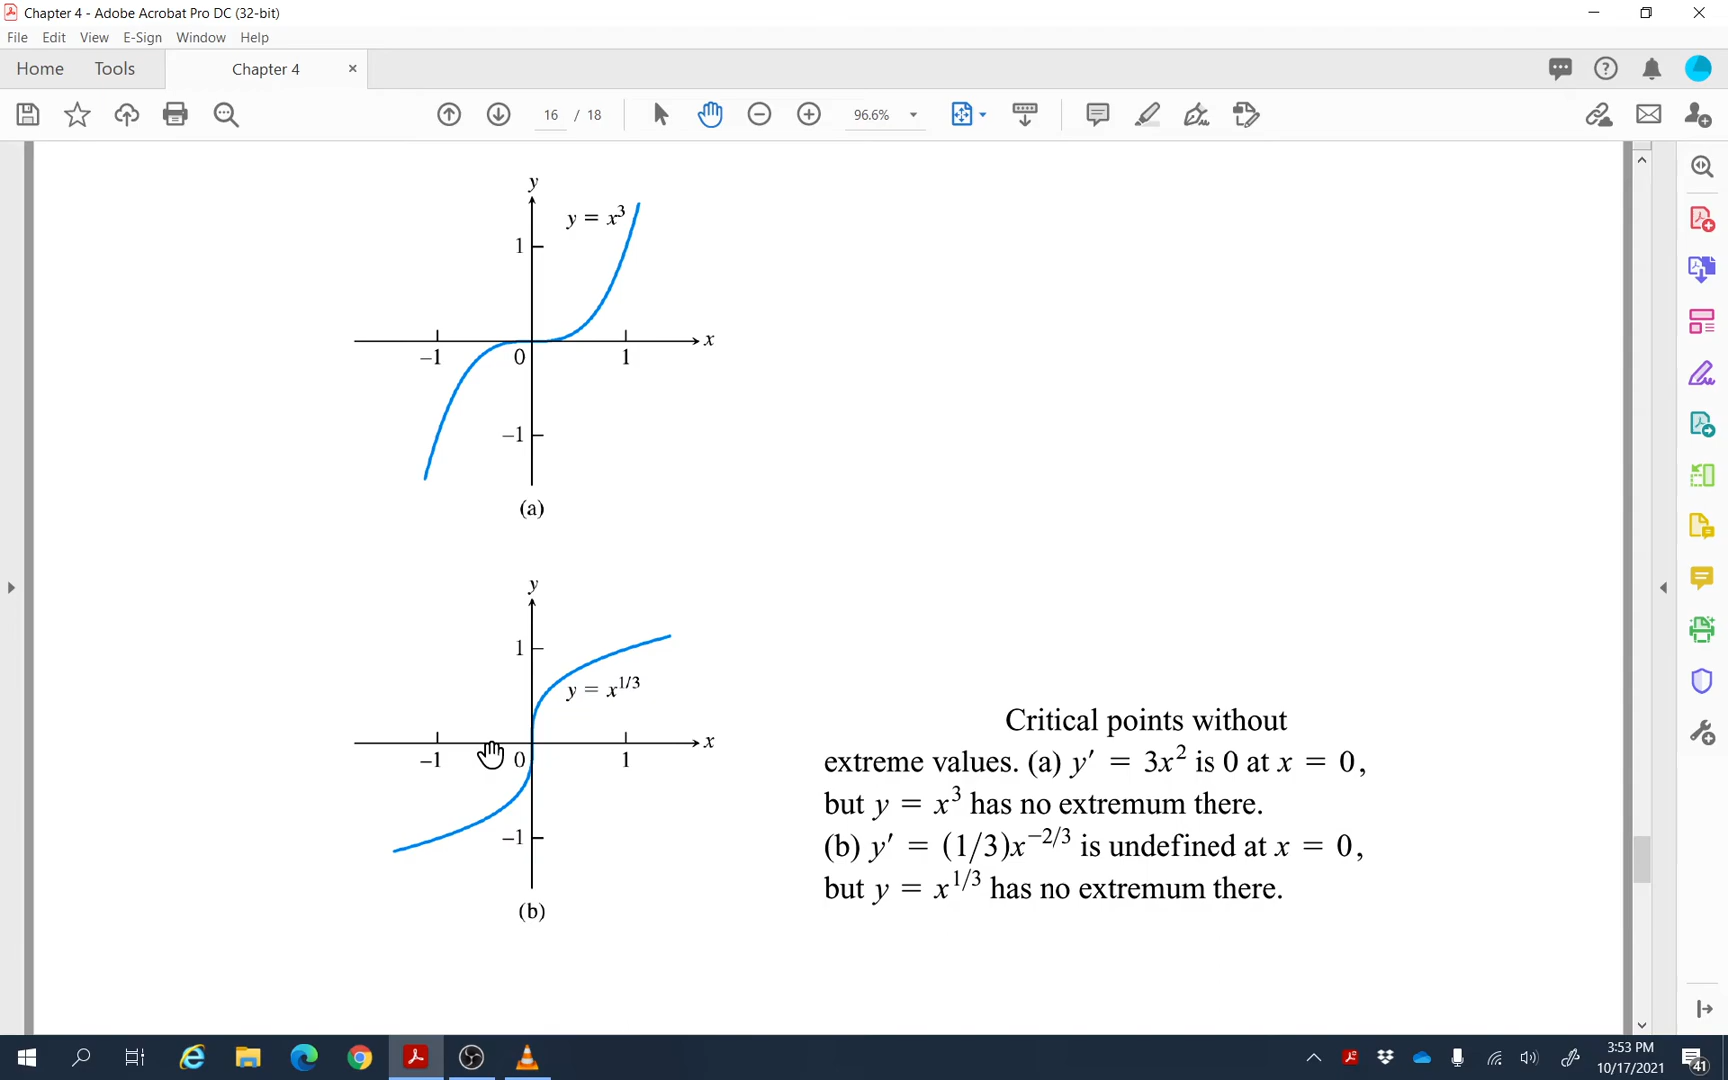 Chapter 4 - Adobe Acrobat Pro DC (32-bit)
File Edit View E-Sign Window Help
Home Tools Chapter 4
16 / 18 96.6%
y
y = x³
1
−1 0 1 x
−1
(a)
y
1
y = x^{1/3}
−1 0 1 x
−1
(b)
Critical points without
extreme values. (a) y′ = 3x² is 0 at x = 0,
but y = x³ has no extremum there.
(b) y′ = (1/3)x^{−2/3} is undefined at x = 0,
but y = x^{1/3} has no extremum there.
3:53 PM
10/17/2021
41